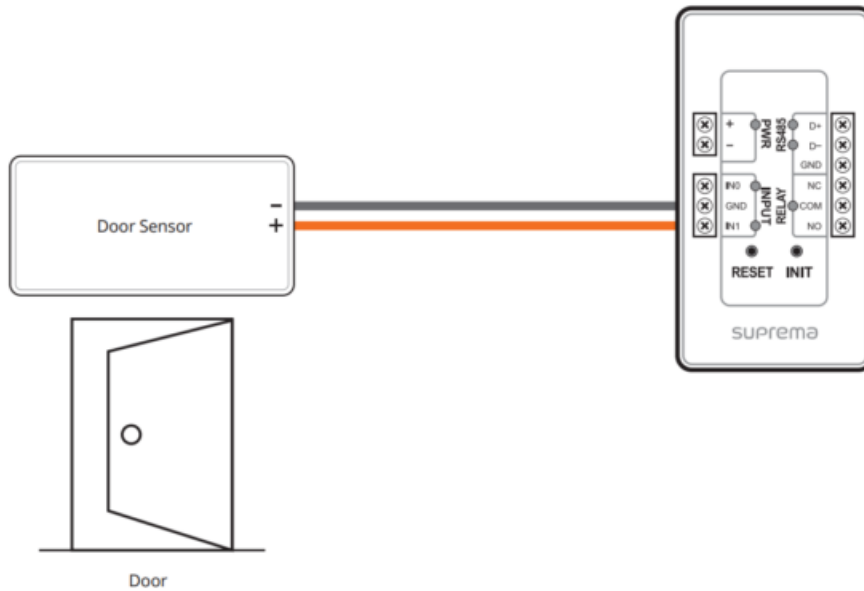 Door Sensor
−
+
+
−
PWR
RS485
D+
D−
GND
IN0
GND
IN1
INPUT
RELAY
NC
COM
NO
RESET INIT
suprema
Door